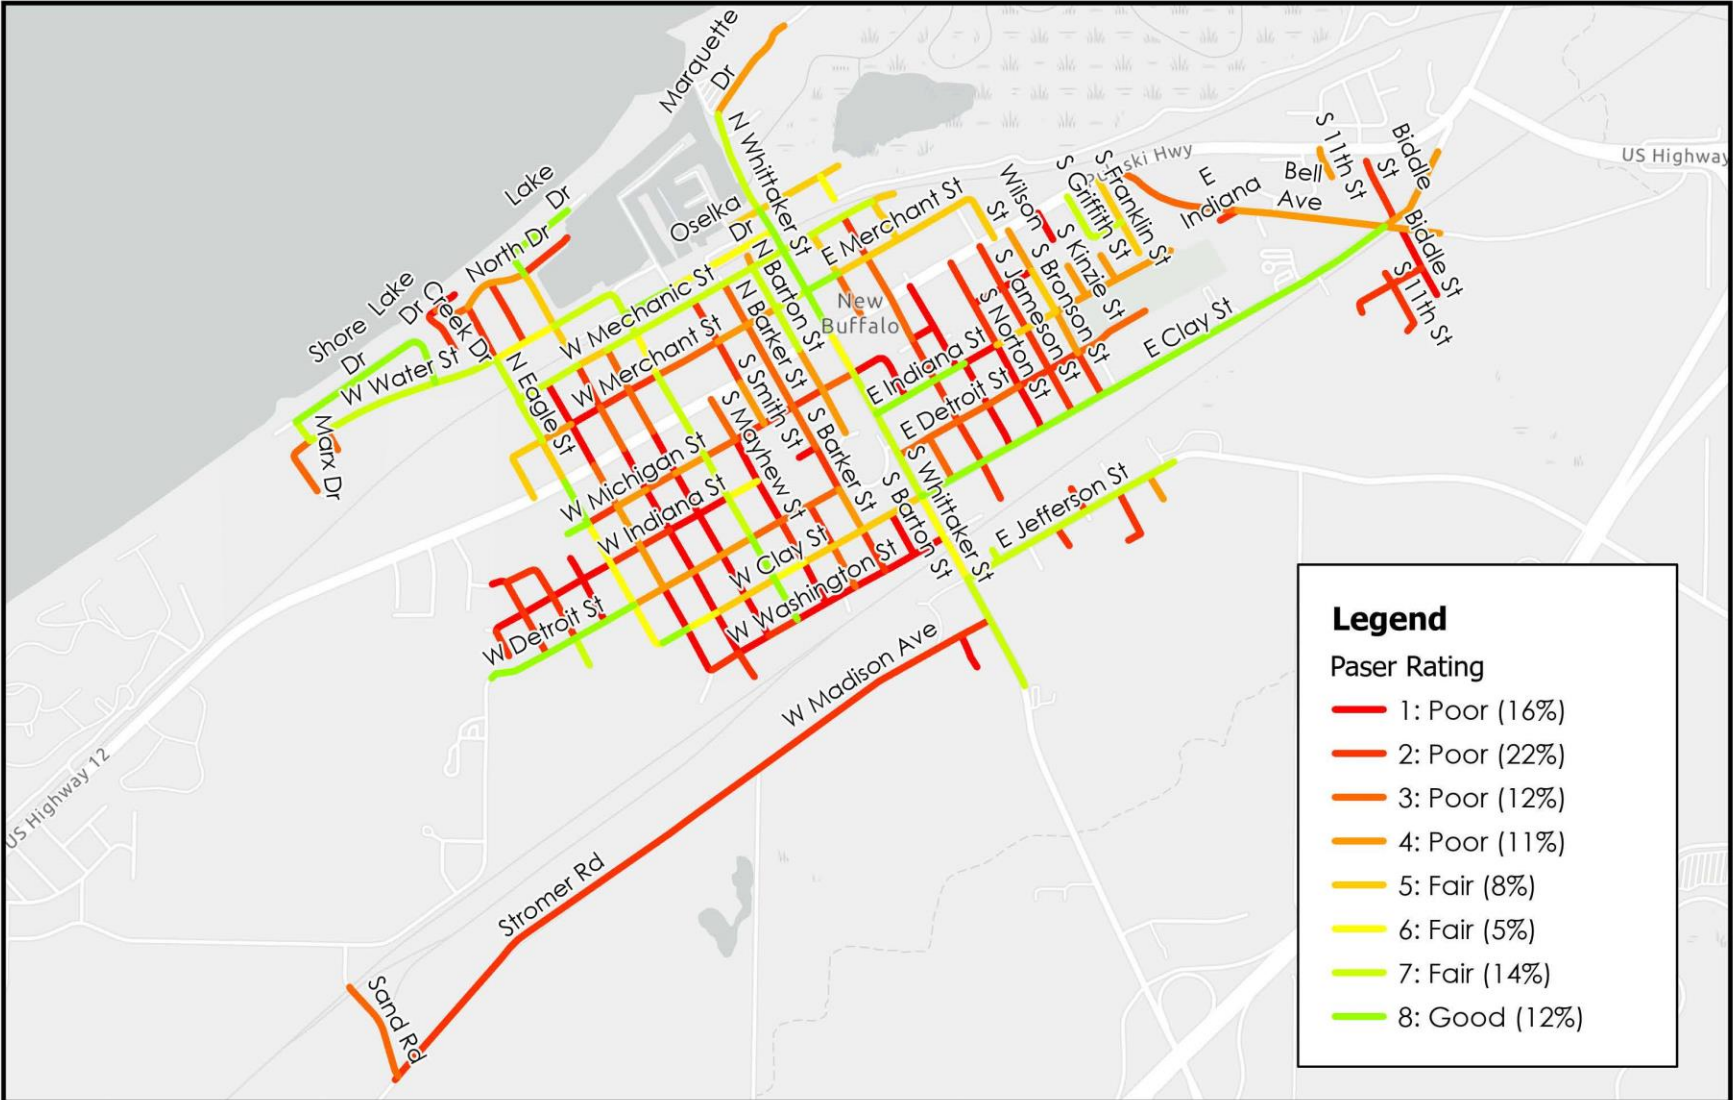 Marquette
Dr
N Whittaker St
Lake
Dr
North Dr
Oselka
Dr
Shore Lake
Dr
Dr
Creek Dr
W Water St
Marx Dr
N Eagle St
W Mechanic St
W Merchant St
N Barton St
N Barker St
E Merchant St
St
New
Buffalo
Wilson
S Griffith St
S Franklin St
ski Hwy
E
Indiana
Ave
Bell
S 11th St
St
Biddle
Biddle St
S 11th St
US Highway
S Kinzie St
S Bronson St
S Jameson St
S Norton St
E Indiana St
E Detroit St
E Clay St
S Smith St
S Mayhew St
S Barker St
W Michigan St
W Indiana St
W Detroit St
W Clay St
W Washington St
S Barton St
S Whittaker St
E Jefferson St
W Madison Ave
Stromer Rd
Sand Rd
US Highway 12
Legend
Paser Rating
1: Poor (16%)
2: Poor (22%)
3: Poor (12%)
4: Poor (11%)
5: Fair (8%)
6: Fair (5%)
7: Fair (14%)
8: Good (12%)